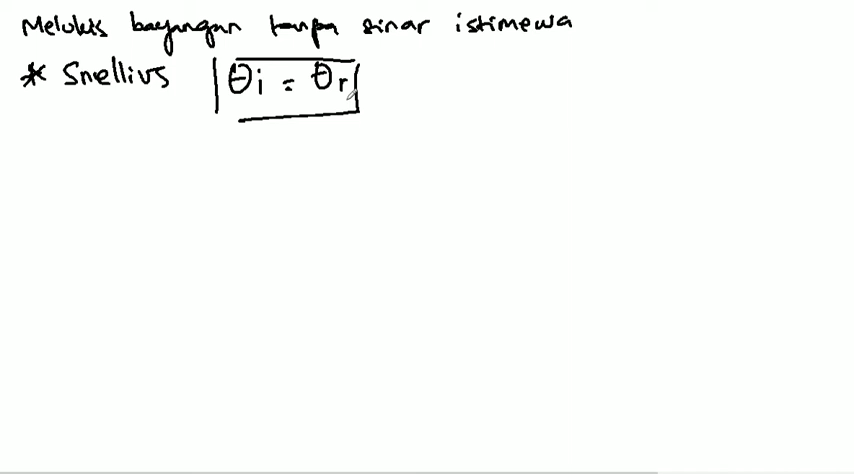 Melukis bayangan tanpa sinar istimewa
* Snellius θi = θr